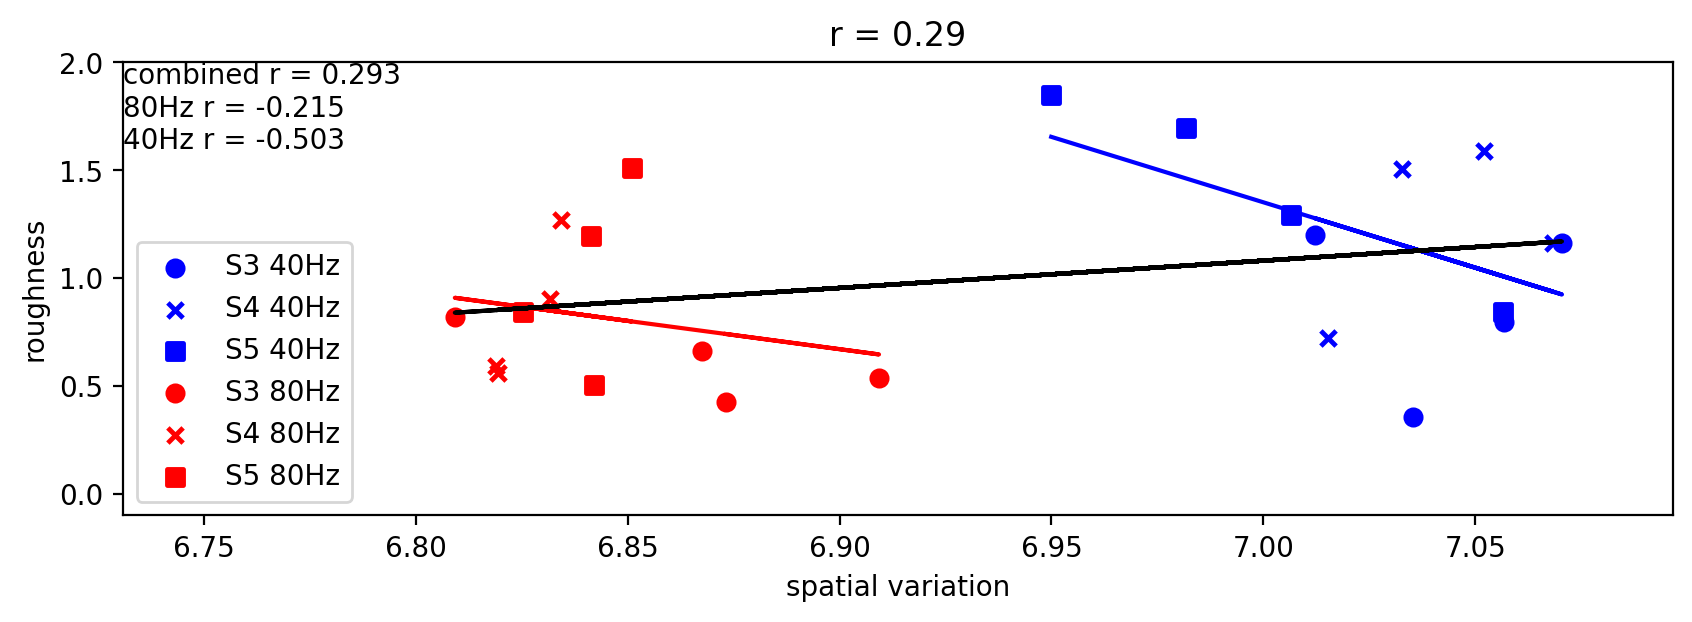 r = 0.29
combined r = 0.293
80Hz r = -0.215
40Hz r = -0.503
2.0
1.5
1.0
0.5
0.0
roughness
S3 40Hz
S4 40Hz
S5 40Hz
S3 80Hz
S4 80Hz
S5 80Hz
6.75 6.80 6.85 6.90 6.95 7.00 7.05
spatial variation